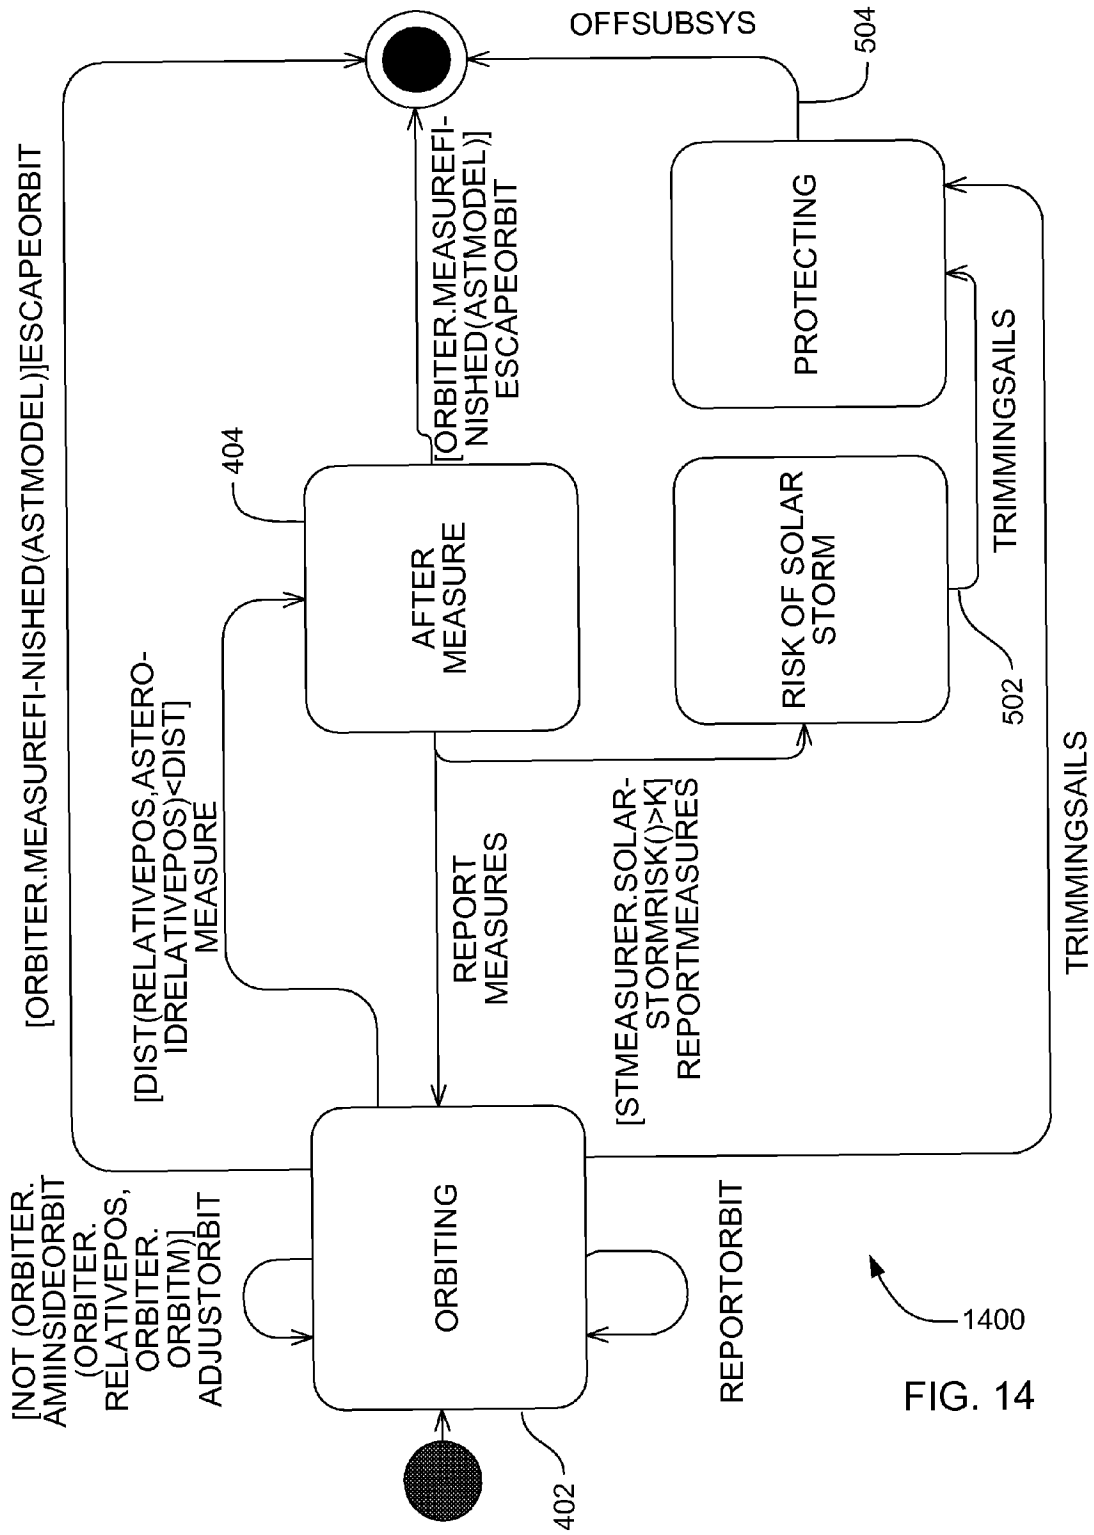 [ORBITER.MEASUREFI-NISHED(ASTMODEL)]ESCAPEORBIT
[NOT (ORBITER.
AMIINSIDEORBIT
(ORBITER.
RELATIVEPOS,
ORBITER.
ORBITM)]
ADJUSTORBIT
[DIST(RELATIVEPOS,ASTERO-
IDRELATIVEPOS)<DIST]
MEASURE
404
402
ORBITING
REPORT
MEASURES
AFTER
MEASURE
[ORBITER.MEASUREFI-
NISHED(ASTMODEL)]
ESCAPEORBIT
OFFSUBSYS
504
[STMEASURER.SOLAR-
STORMRISK()>K]
REPORTMEASURES
RISK OF SOLAR
STORM
PROTECTING
REPORTORBIT
502
TRIMMINGSAILS
TRIMMINGSAILS
1400
FIG. 14